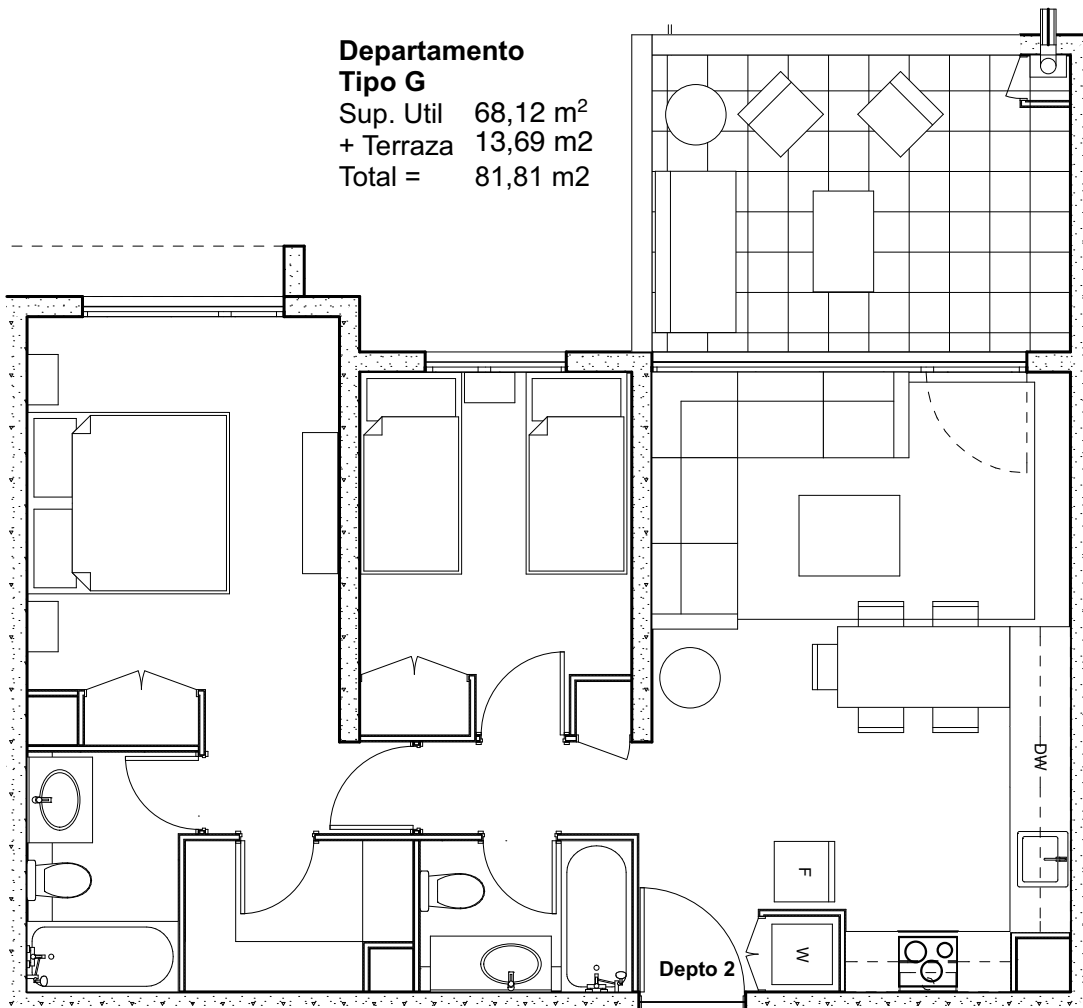 Departamento
Tipo G
Sup. Util 68,12 m²
+ Terraza 13,69 m2
Total = 81,81 m2
DW
F
W
Depto 2